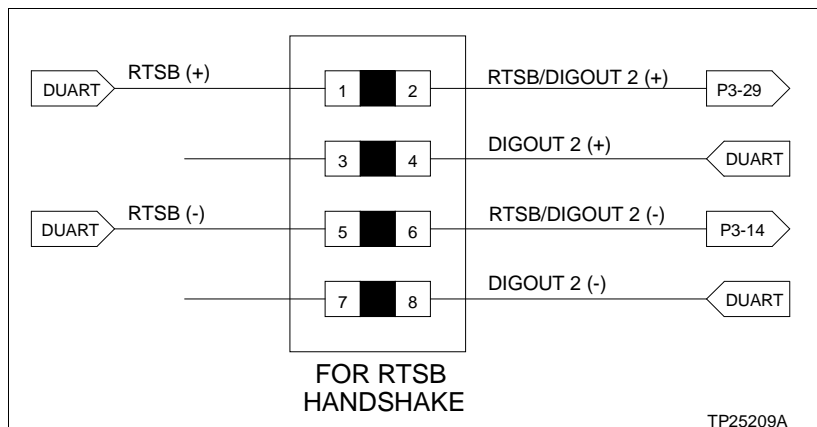 RTSB (+)
DUART
1 2
RTSB/DIGOUT 2 (+)
P3-29
3 4
DIGOUT 2 (+)
DUART
RTSB (-)
DUART
5 6
RTSB/DIGOUT 2 (-)
P3-14
7 8
DIGOUT 2 (-)
DUART
FOR RTSB
HANDSHAKE
TP25209A